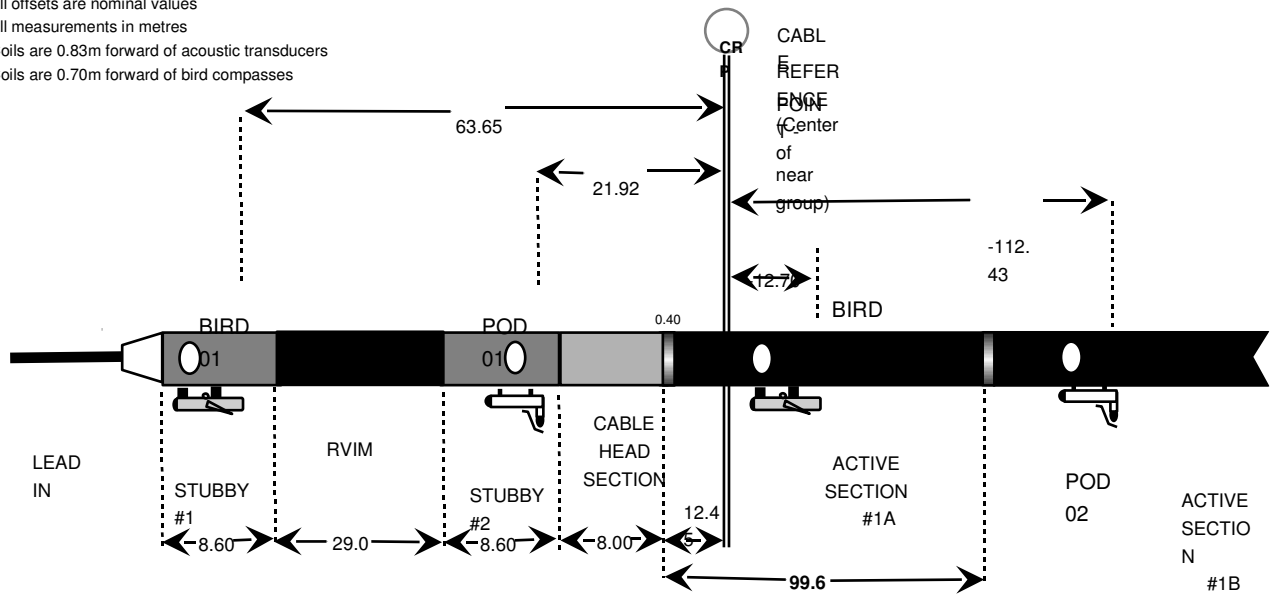 ll offsets are nominal values
ll measurements in metres
oils are 0.83m forward of acoustic transducers
oils are 0.70m forward of bird compasses
CR
P
CABL
E
REFER
ENCE
POIN
T -
(Center
of
near
group)
63.65
21.92
-112.
43
-12.70
BIRD
01
POD
01
0.40
BIRD
LEAD
IN
STUBBY
#1
RVIM
STUBBY
#2
CABLE
HEAD
SECTION
ACTIVE
SECTION
#1A
POD
02
ACTIVE
SECTIO
N
#1B
8.60
29.0
8.60
8.00
12.4
5
99.6